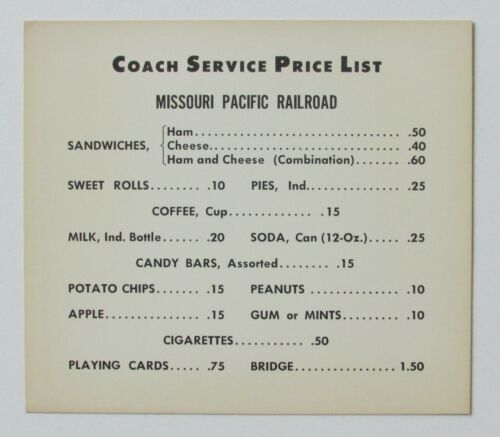 COACH SERVICE PRICE LIST
MISSOURI PACIFIC RAILROAD
SANDWICHES, { Ham.............................. .50
Cheese............................ .40
Ham and Cheese (Combination)....... .60
SWEET ROLLS........ .10 PIES, Ind................ .25
COFFEE, Cup............. .15
MILK, Ind. Bottle...... .20 SODA, Can (12-Oz.)..... .25
CANDY BARS, Assorted........ .15
POTATO CHIPS....... .15 PEANUTS............... .10
APPLE............... .15 GUM or MINTS.......... .10
CIGARETTES........... .50
PLAYING CARDS..... .75 BRIDGE................ 1.50